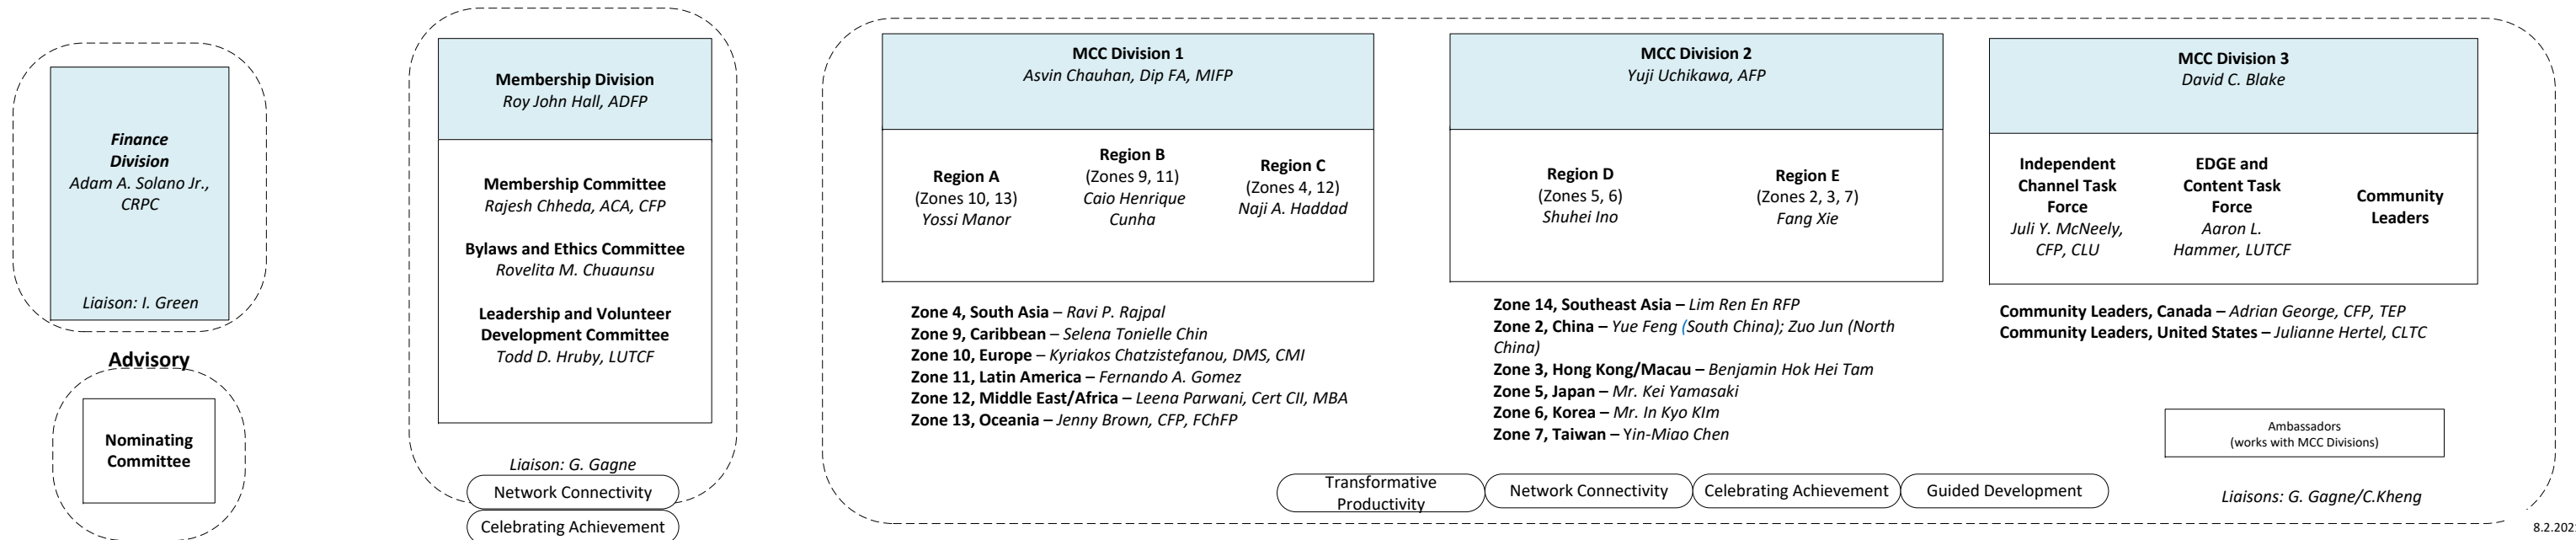 Finance
Division
Adam A. Solano Jr.,
CRPC
Liaison: I. Green
Advisory
Nominating
Committee
Membership Division
Roy John Hall, ADFP
Membership Committee
Rajesh Chheda, ACA, CFP
Bylaws and Ethics Committee
Rovelita M. Chuaunsu
Leadership and Volunteer
Development Committee
Todd D. Hruby, LUTCF
Liaison: G. Gagne
Network Connectivity
Celebrating Achievement
MCC Division 1
Asvin Chauhan, Dip FA, MIFP
Region A
(Zones 10, 13)
Yossi Manor
Region B
(Zones 9, 11)
Caio Henrique
Cunha
Region C
(Zones 4, 12)
Naji A. Haddad
Zone 4, South Asia – Ravi P. Rajpal
Zone 9, Caribbean – Selena Tonielle Chin
Zone 10, Europe – Kyriakos Chatzistefanou, DMS, CMI
Zone 11, Latin America – Fernando A. Gomez
Zone 12, Middle East/Africa – Leena Parwani, Cert CII, MBA
Zone 13, Oceania – Jenny Brown, CFP, FChFP
MCC Division 2
Yuji Uchikawa, AFP
Region D
(Zones 5, 6)
Shuhei Ino
Region E
(Zones 2, 3, 7)
Fang Xie
Zone 14, Southeast Asia – Lim Ren En RFP
Zone 2, China – Yue Feng (South China); Zuo Jun (North
China)
Zone 3, Hong Kong/Macau – Benjamin Hok Hei Tam
Zone 5, Japan – Mr. Kei Yamasaki
Zone 6, Korea – Mr. In Kyo KIm
Zone 7, Taiwan – Yin-Miao Chen
MCC Division 3
David C. Blake
Independent
Channel Task
Force
Juli Y. McNeely,
CFP, CLU
EDGE and
Content Task
Force
Aaron L.
Hammer, LUTCF
Community
Leaders
Community Leaders, Canada – Adrian George, CFP, TEP
Community Leaders, United States – Julianne Hertel, CLTC
Ambassadors
(works with MCC Divisions)
Transformative
Productivity
Network Connectivity
Celebrating Achievement
Guided Development
Liaisons: G. Gagne/C.Kheng